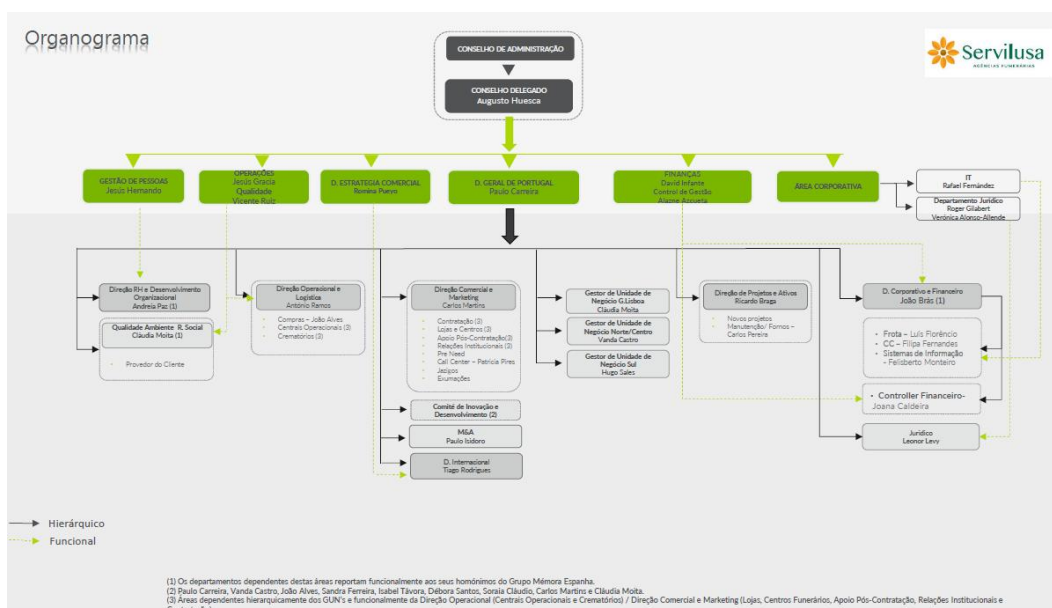 Organograma
Servilusa
AGÊNCIAS FUNERÁRIAS
CONSELHO DE ADMINISTRAÇÃO
CONSELHO DELEGADO
Augusto Huesca
GESTÃO DE PESSOAS
Jesús Hernando
OPERAÇÕES
Jesús Gracia
Qualidade
Vicente Ruiz
D. ESTRATEGIA COMERCIAL
Romina
D. GERAL DE PORTUGAL
Paulo Carreira
FINANÇAS
David Infante
Control de Gestão
Alazne Azcueta
ÁREA CORPORATIVA
IT
Rafael Fernández
Departamento Jurídico
Roger Gilabert
Verónica Alonso-Allende
Direção RH e Desenvolvimento
Organizacional
Andreia Paz (1)
Qualidade Ambiente R. Social
Cláudia Moita (1)
Provedor do Cliente
Direção Operacional e
Logística
António Ramos
Compras – João Alves
Centrais Operacionais (3)
Crematórios (3)
Direção Comercial e
Marketing
Carlos Martins
Contratação (3)
Lojas e Centros (3)
Apoio Pós-Contratação(3)
Relações Institucionais (3)
Pre Need
Call Center – Patrícia Pires
Jazigos
Exumações
Comité de Inovação e
Desenvolvimento (2)
M&A
Paulo Isidoro
D. Internacional
Tiago Rodrigues
Gestor de Unidade de
Negócio G.Lisboa
Cláudia Moita
Gestor de Unidade de
Negócio Norte/Centro
Vanda Castro
Gestor de Unidade de
Negócio Sul
Hugo Sales
Direção de Projetos e Ativos
Ricardo Braga
Novos projetos
Manutenção/ Fornos –
Carlos Pereira
D. Corporativo e Financeiro
João Brás (1)
Frota – Luís Florêncio
CC – Filipa Fernandes
Sistemas de Informação
- Felisberto Monteiro
Controller Financeiro-
Joana Caldeira
Jurídico
Leonor Levy
Hierárquico
Funcional
(1) Os departamentos dependentes destas áreas reportam funcionalmente aos seus homónimos do Grupo Mémora Espanha.
(2) Paulo Carreira, Vanda Castro, João Alves, Sandra Ferreira, Isabel Távora, Débora Santos, Soraia Cláudio, Carlos Martins e Cláudia Moita.
(3) Áreas dependentes hierarquicamente dos GUN's e funcionalmente da Direção Operacional (Centrais Operacionais e Crematórios) / Direção Comercial e Marketing (Lojas, Centros Funerários, Apoio Pós-Contratação, Relações Institucionais e